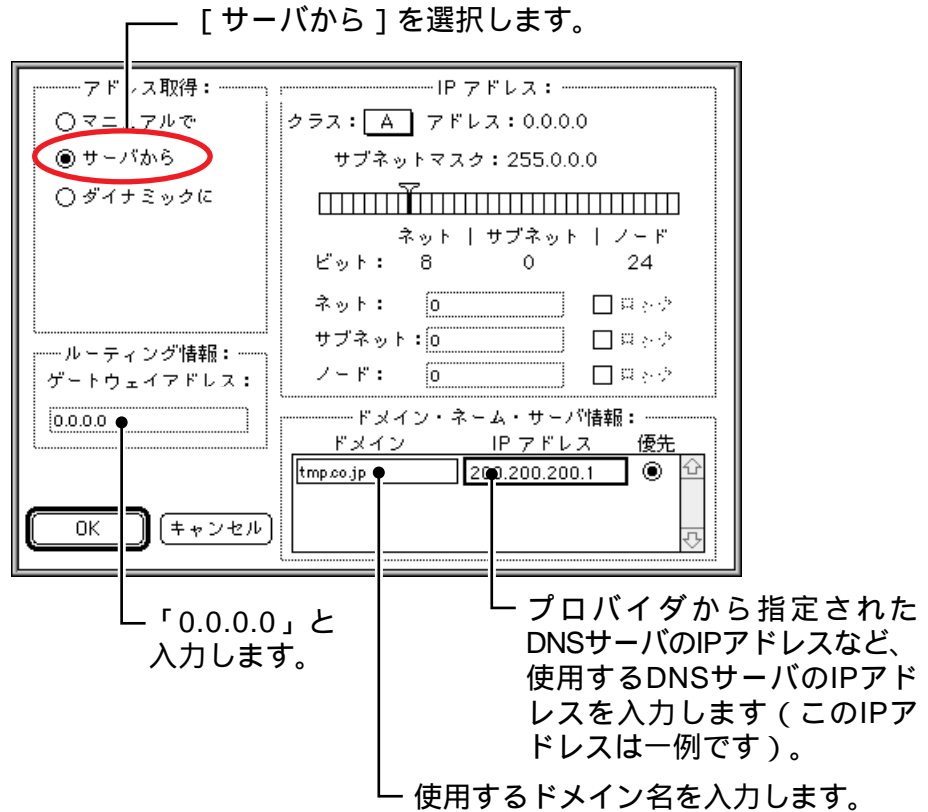 ［サーバから］を選択します。
アドレス取得：
マニュアルで
サーバから
ダイナミックに
IP アドレス：
クラス： A アドレス：0.0.0.0
サブネットマスク：255.0.0.0
ネット | サブネット | ノード
ビット： 8 0 24
ネット： 0 ロック
サブネット： 0 ロック
ノード： 0 ロック
ルーティング情報：
ゲートウェイアドレス：
0.0.0.0
ドメイン・ネーム・サーバ情報：
ドメイン IP アドレス 優先
tmp.co.jp 200.200.200.1
OK キャンセル
「0.0.0.0」と
入力します。
プロバイダから指定された
DNSサーバのIPアドレスなど、
使用するDNSサーバのIPアド
レスを入力します（このIPア
ドレスは一例です）。
使用するドメイン名を入力します。